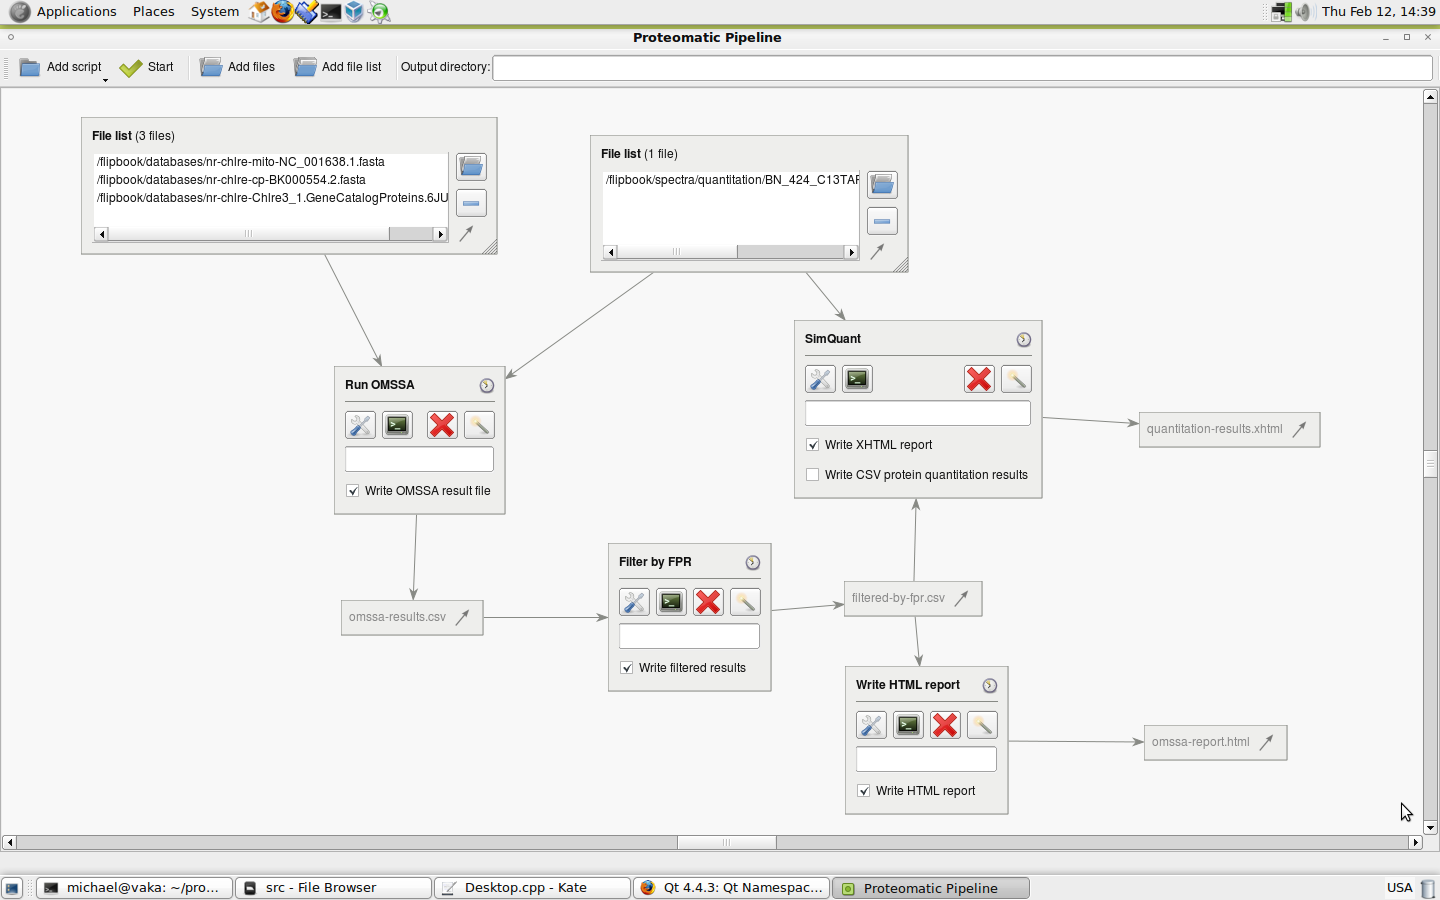 Applications Places System Thu Feb 12, 14:39
Proteomatic Pipeline
Add script Start Add files Add file list Output directory:
File list (3 files)
/flipbook/databases/nr-chlre-mito-NC_001638.1.fasta
/flipbook/databases/nr-chlre-cp-BK000554.2.fasta
/flipbook/databases/nr-chlre-Chlre3_1.GeneCatalogProteins.6JU
File list (1 file)
/flipbook/spectra/quantitation/BN_424_C13TAF
Run OMSSA
Write OMSSA result file
SimQuant
Write XHTML report
Write CSV protein quantitation results
quantitation-results.xhtml
omssa-results.csv
Filter by FPR
Write filtered results
filtered-by-fpr.csv
Write HTML report
Write HTML report
omssa-report.html
michael@vaka: ~/pro... src - File Browser Desktop.cpp - Kate Qt 4.4.3: Qt Namespac... Proteomatic Pipeline USA